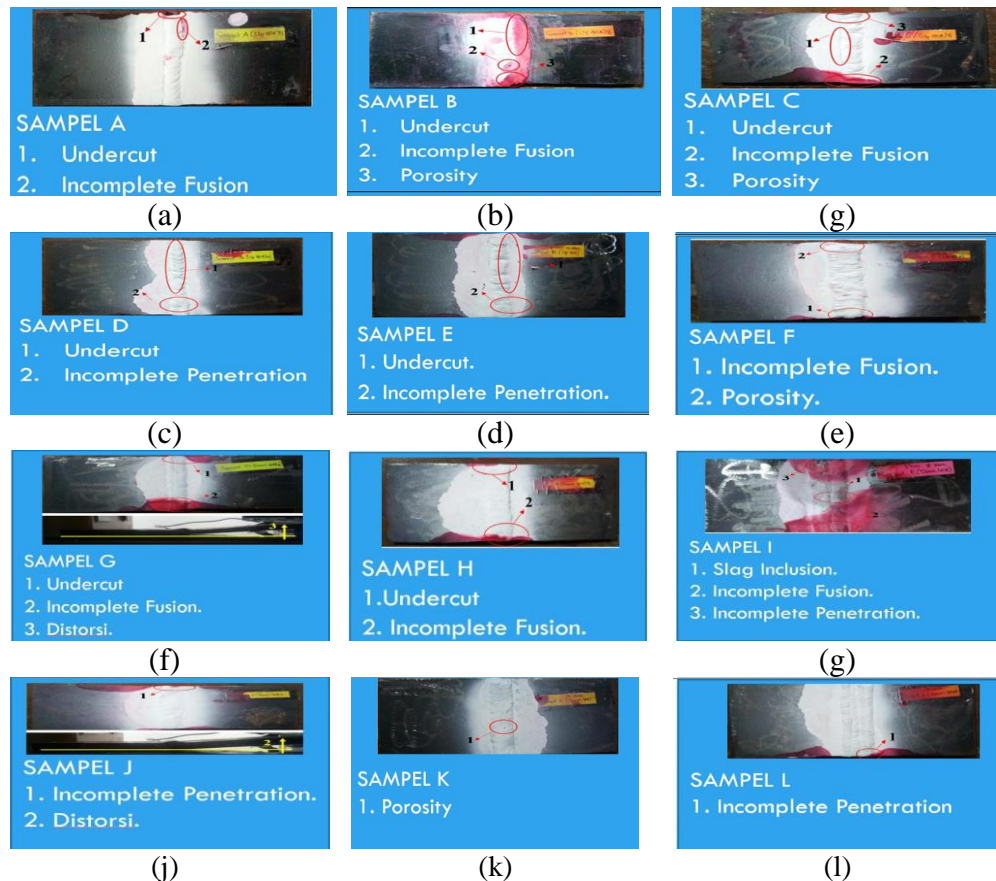 1
2
SAMPEL A
1. Undercut
2. Incomplete Fusion
(a)
1
2
3
SAMPEL B
1. Undercut
2. Incomplete Fusion
3. Porosity
(b)
3
1
2
SAMPEL C
1. Undercut
2. Incomplete Fusion
3. Porosity
(g)
1
2
SAMPEL D
1. Undercut
2. Incomplete Penetration
(c)
1
2
SAMPEL E
1. Undercut.
2. Incomplete Penetration.
(d)
2
1
SAMPEL F
1. Incomplete Fusion.
2. Porosity.
(e)
1
2
3
SAMPEL G
1. Undercut
2. Incomplete Fusion.
3. Distorsi.
(f)
1
2
SAMPEL H
1.Undercut
2. Incomplete Fusion.
3
1
2
SAMPEL I
1. Slag Inclusion.
2. Incomplete Fusion.
3. Incomplete Penetration.
(g)
1
2
SAMPEL J
1. Incomplete Penetration.
2. Distorsi.
(j)
1
SAMPEL K
1. Porosity
(k)
1
SAMPEL L
1. Incomplete Penetration
(l)